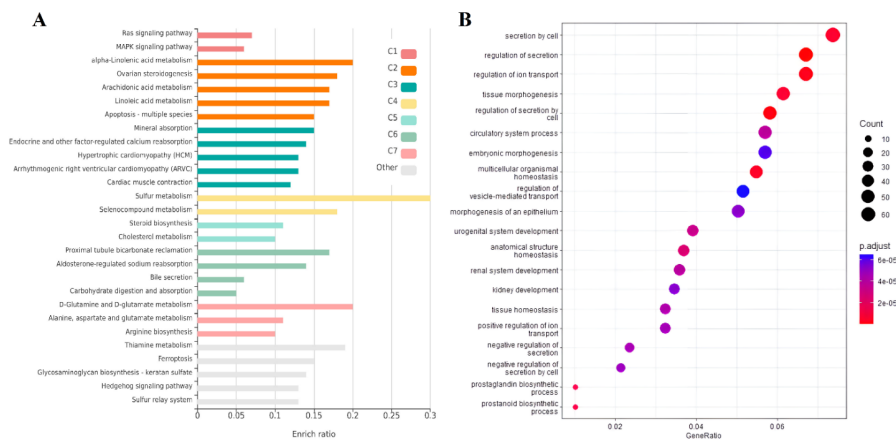 A
Ras signaling pathway
MAPK signaling pathway
alpha-Linolenic acid metabolism
Ovarian steroidogenesis
Arachidonic acid metabolism
Linoleic acid metabolism
Apoptosis - multiple species
Mineral absorption
Endocrine and other factor-regulated calcium reabsorption
Hypertrophic cardiomyopathy (HCM)
Arrhythmogenic right ventricular cardiomyopathy (ARVC)
Cardiac muscle contraction
Sulfur metabolism
Selenocompound metabolism
Steroid biosynthesis
Cholesterol metabolism
Proximal tubule bicarbonate reclamation
Aldosterone-regulated sodium reabsorption
Bile secretion
Carbohydrate digestion and absorption
D-Glutamine and D-glutamate metabolism
Alanine, aspartate and glutamate metabolism
Arginine biosynthesis
Thiamine metabolism
Ferroptosis
Glycosaminoglycan biosynthesis - keratan sulfate
Hedgehog signaling pathway
Sulfur relay system
0 0.05 0.1 0.15 0.2 0.25 0.3
Enrich ratio
C1
C2
C3
C4
C5
C6
C7
Other
B
secretion by cell
regulation of secretion
regulation of ion transport
tissue morphogenesis
regulation of secretion by
cell
circulatory system process
embryonic morphogenesis
multicellular organismal
homeostasis
regulation of
vesicle-mediated transport
morphogenesis of an epithelium
urogenital system development
anatomical structure
homeostasis
renal system development
kidney development
tissue homeostasis
positive regulation of ion
transport
negative regulation of
secretion
negative regulation of
secretion by cell
prostaglandin biosynthetic
process
prostanoid biosynthetic
process
0.02 0.04 0.06
GeneRatio
Count
10
20
30
40
50
60
p.adjust
6e-05
4e-05
2e-05